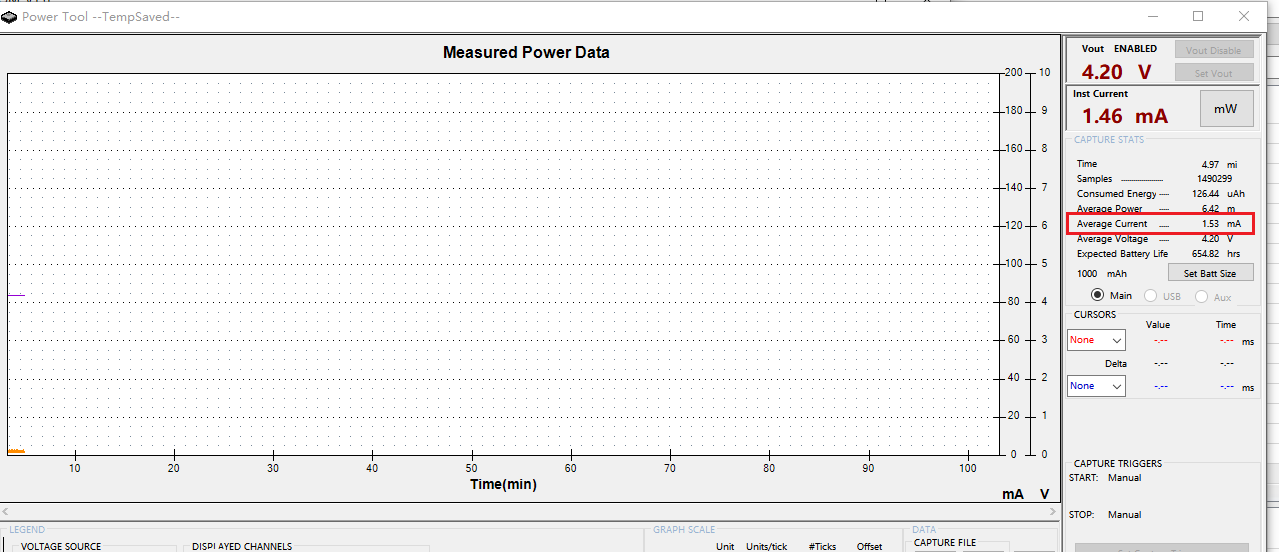 Power Tool --TempSaved--
Measured Power Data
200 10
180 9
160 8
140 7
120 6
100 5
80 4
60 3
40 2
20 1
0 0
10 20 30 40 50 60 70 80 90 100
Time(min)
mA V
Vout ENABLED
Vout Disable
4.20 V
Set Vout
Inst Current
1.46 mA
mW
CAPTURE STATS
Time 4.97 mi
Samples 1490299
Consumed Energy 126.44 uAh
Average Power 6.42 m
Average Current 1.53 mA
Average Voltage 4.20 V
Expected Battery Life 654.82 hrs
1000 mAh Set Batt Size
Main USB Aux
CURSORS
Value Time
None -.-- -.-- ms
Delta -.-- -.--
None -.-- -.-- ms
CAPTURE TRIGGERS
START: Manual
STOP: Manual
LEGEND
VOLTAGE SOURCE
DISPLAYED CHANNELS
GRAPH SCALE
Unit Units/tick #Ticks Offset
DATA
CAPTURE FILE